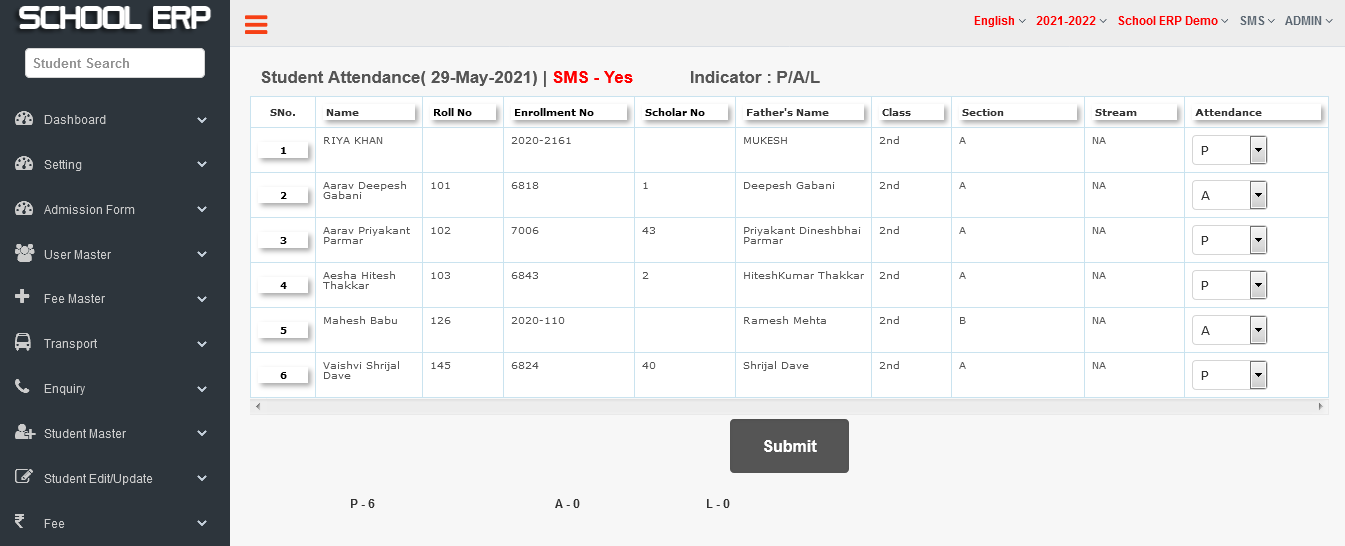 SCHOOL ERP
English 2021-2022 School ERP Demo SMS ADMIN
Student Search
Dashboard
Setting
Admission Form
User Master
Fee Master
Transport
Enquiry
Student Master
Student Edit/Update
Fee
Student Attendance( 29-May-2021) | SMS - Yes Indicator : P/A/L
SNo. Name Roll No Enrollment No Scholar No Father's Name Class Section Stream Attendance
1 RIYA KHAN 2020-2161 MUKESH 2nd A NA P
2 Aarav Deepesh 101 6818 1 Deepesh Gabani 2nd A NA A
Gabani
3 Aarav Priyakant 102 7006 43 Priyakant Dineshbhai 2nd A NA P
Parmar Parmar
4 Aesha Hitesh 103 6843 2 HiteshKumar Thakkar 2nd A NA P
Thakkar
5 Mahesh Babu 126 2020-110 Ramesh Mehta 2nd B NA A
6 Vaishvi Shrijal 145 6824 40 Shrijal Dave 2nd A NA P
Dave
Submit
P - 6 A - 0 L - 0